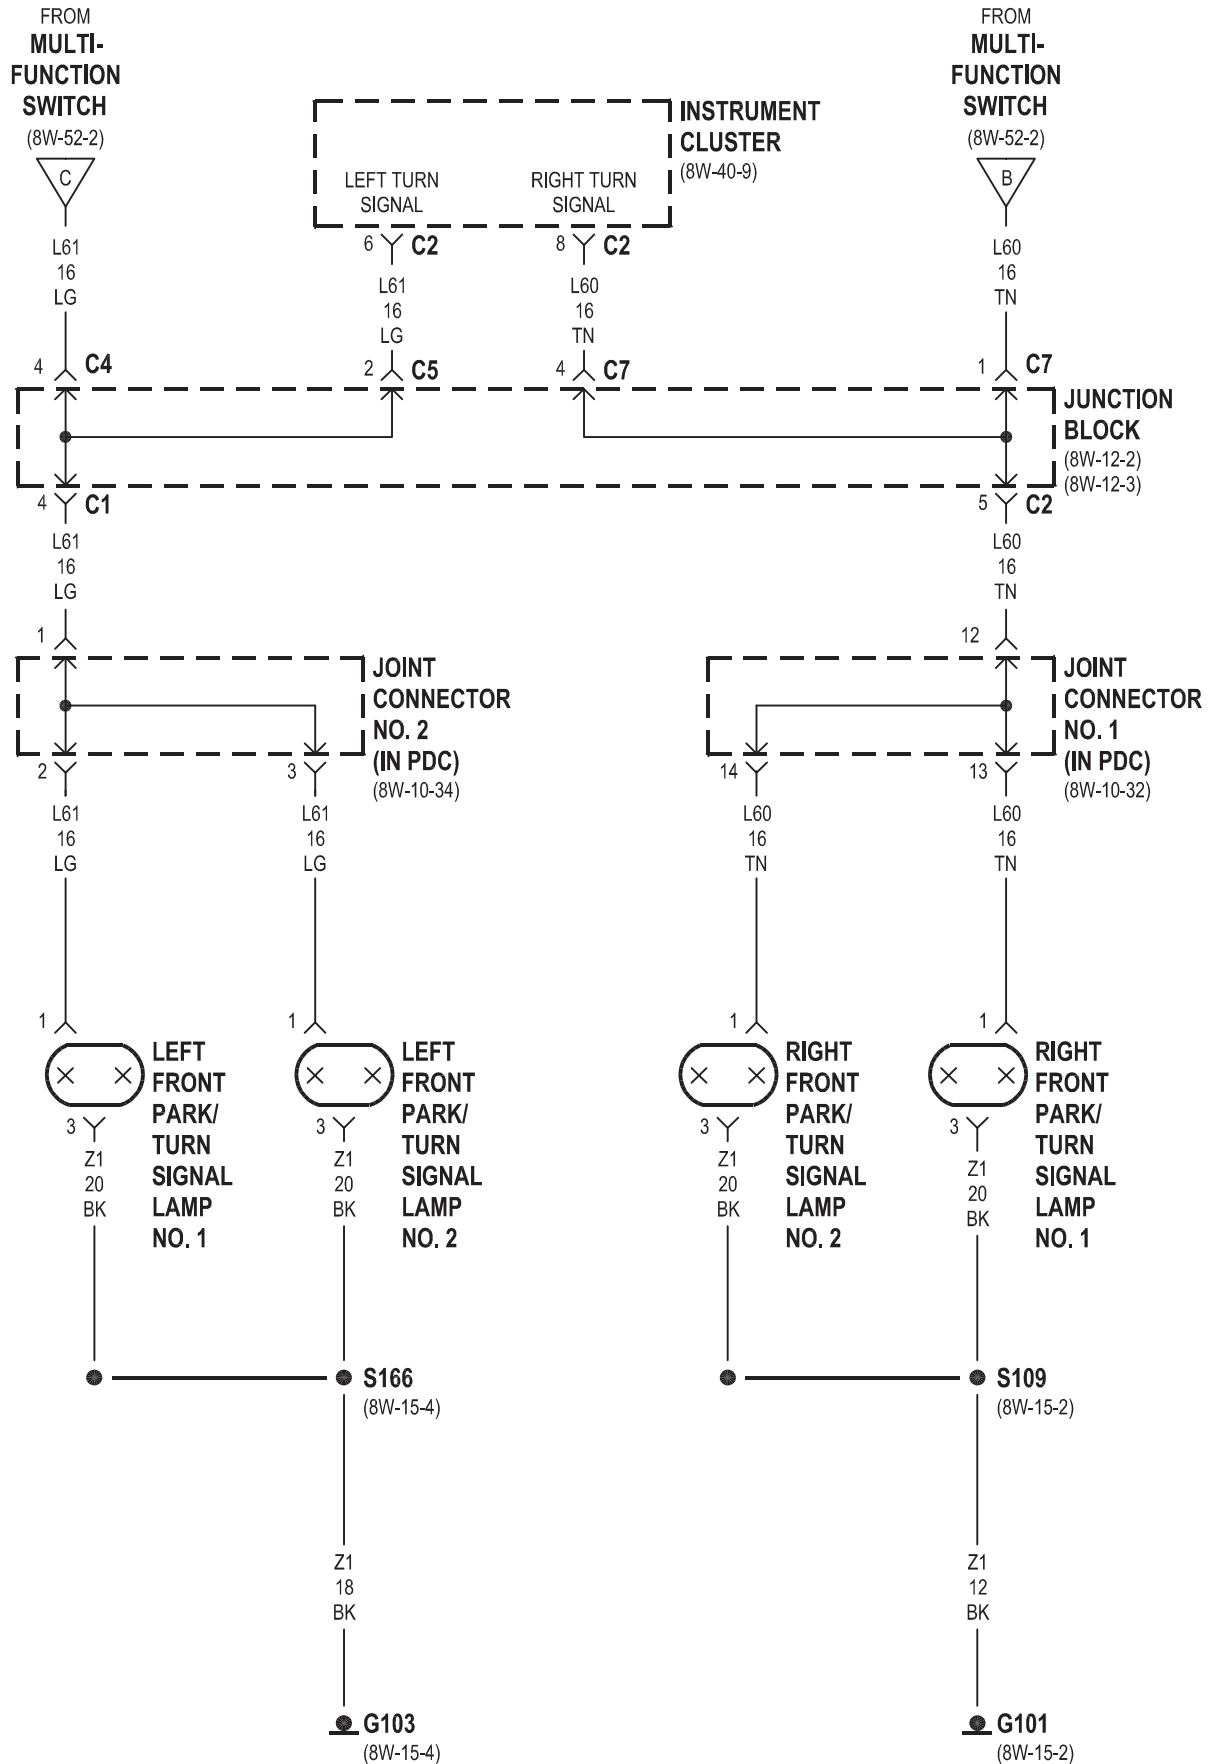 FROM
MULTI-
FUNCTION
SWITCH
(8W-52-2)
C
FROM
MULTI-
FUNCTION
SWITCH
(8W-52-2)
B
INSTRUMENT
CLUSTER
(8W-40-9)
LEFT TURN
SIGNAL
RIGHT TURN
SIGNAL
6 C2
8 C2
L61
16
LG
L61
16
LG
L60
16
TN
L60
16
TN
4 C4
2 C5
4 C7
1 C7
JUNCTION
BLOCK
(8W-12-2)
(8W-12-3)
4 C1
5 C2
L61
16
LG
L60
16
TN
1
12
JOINT
CONNECTOR
NO. 2
(IN PDC)
(8W-10-34)
JOINT
CONNECTOR
NO. 1
(IN PDC)
(8W-10-32)
2
3
14
13
L61
16
LG
L61
16
LG
L60
16
TN
L60
16
TN
1
1
1
1
LEFT
FRONT
PARK/
TURN
SIGNAL
LAMP
NO. 1
LEFT
FRONT
PARK/
TURN
SIGNAL
LAMP
NO. 2
RIGHT
FRONT
PARK/
TURN
SIGNAL
LAMP
NO. 2
RIGHT
FRONT
PARK/
TURN
SIGNAL
LAMP
NO. 1
3
3
3
3
Z1
20
BK
Z1
20
BK
Z1
20
BK
Z1
20
BK
S166
(8W-15-4)
S109
(8W-15-2)
Z1
18
BK
Z1
12
BK
G103
(8W-15-4)
G101
(8W-15-2)